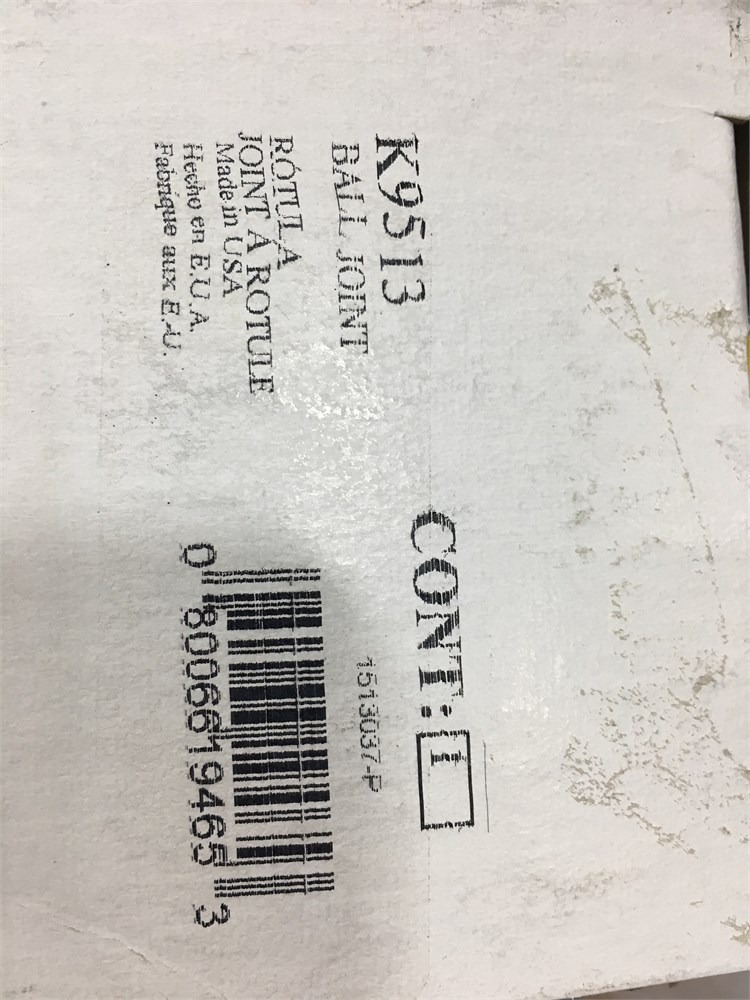 K9513
BALL JOINT
RÓTULA
JOINT À ROTULE
Made in USA
Hecho en E.U.A.
Fabriqué aux E.-U.
CONT:
1513037-P
0 80066 19465 3